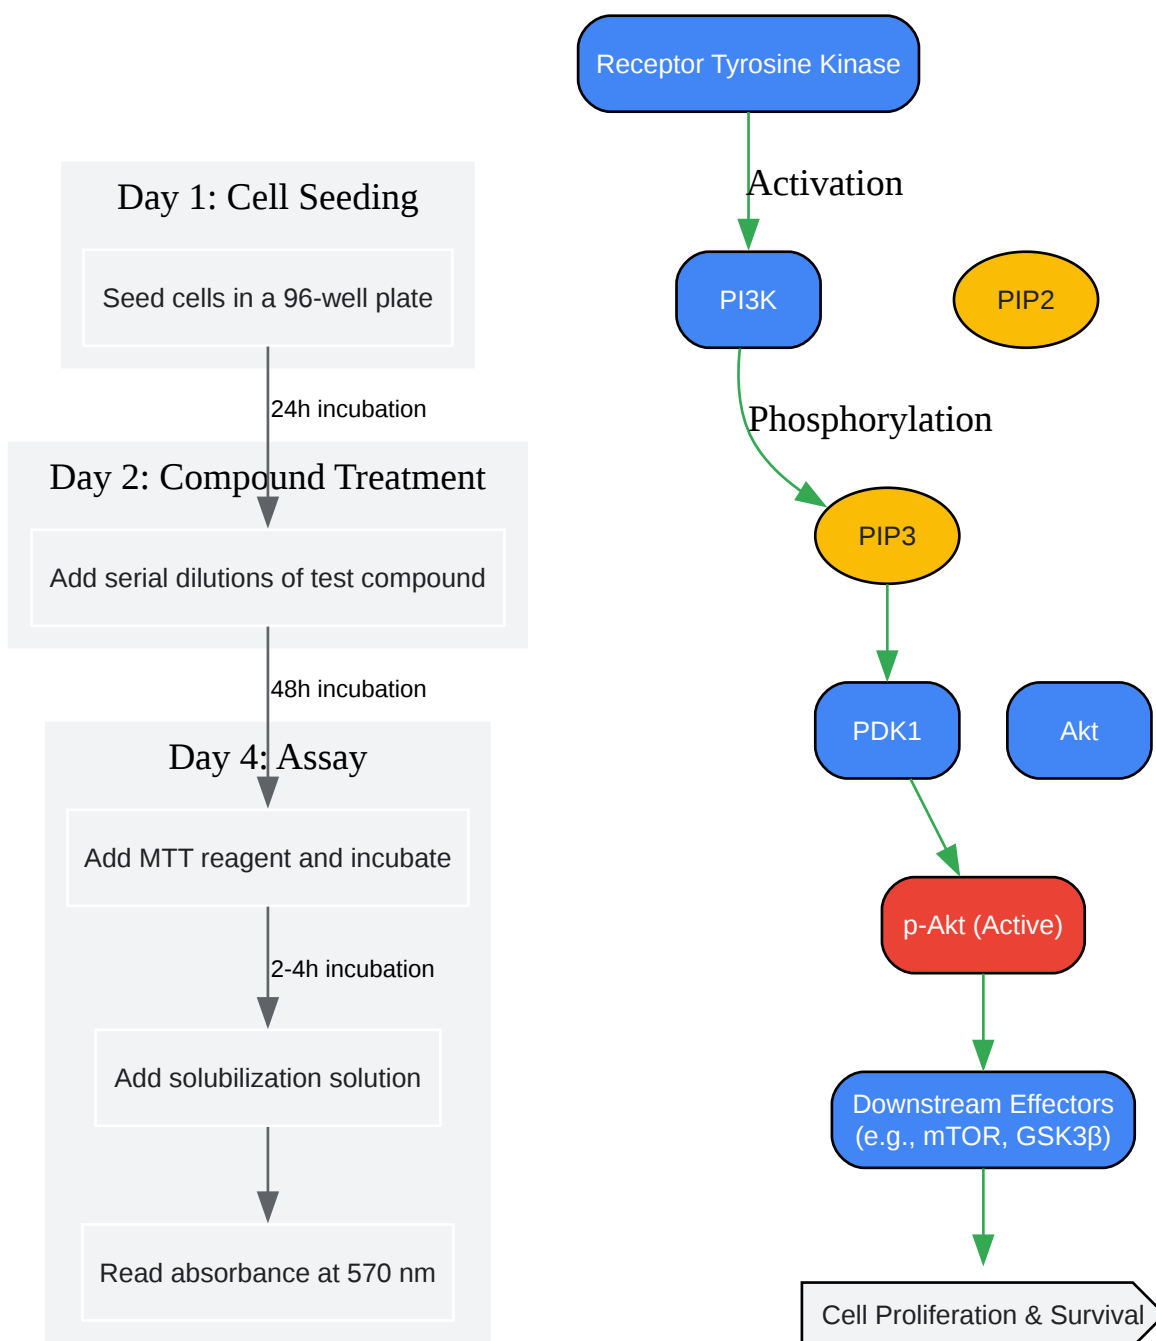 Day 1: Cell Seeding
Seed cells in a 96-well plate
24h incubation
Day 2: Compound Treatment
Add serial dilutions of test compound
48h incubation
Day 4: Assay
Add MTT reagent and incubate
2-4h incubation
Add solubilization solution
Read absorbance at 570 nm
Receptor Tyrosine Kinase
Activation
PI3K
PIP2
Phosphorylation
PIP3
PDK1
Akt
p-Akt (Active)
Downstream Effectors
(e.g., mTOR, GSK3β)
Cell Proliferation & Survival